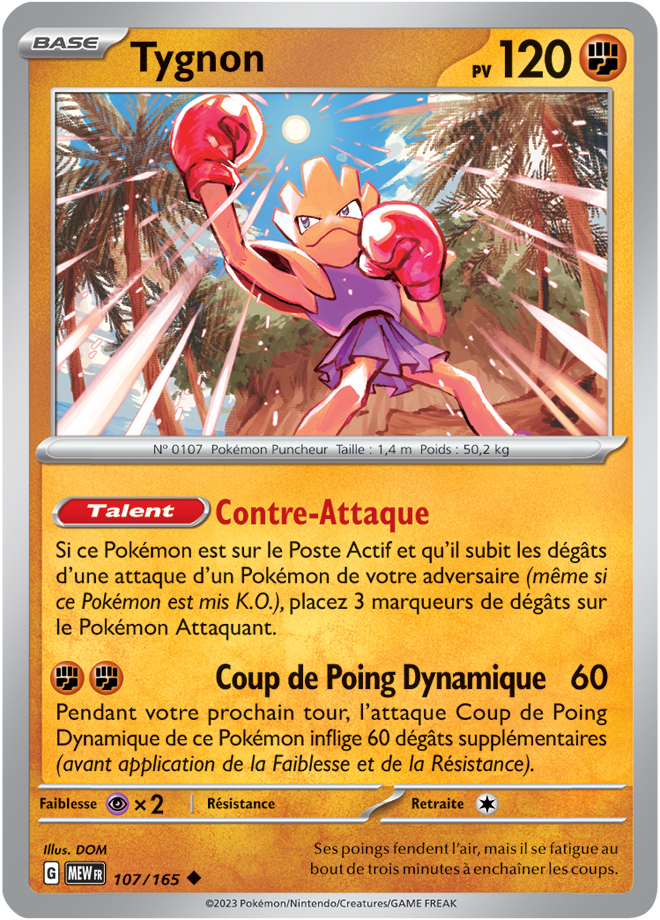 BASE Tygnon PV 120
N° 0107 Pokémon Puncheur Taille : 1,4 m Poids : 50,2 kg
Talent Contre-Attaque
Si ce Pokémon est sur le Poste Actif et qu'il subit les dégâts
d'une attaque d'un Pokémon de votre adversaire (même si
ce Pokémon est mis K.O.), placez 3 marqueurs de dégâts sur
le Pokémon Attaquant.
Coup de Poing Dynamique 60
Pendant votre prochain tour, l'attaque Coup de Poing
Dynamique de ce Pokémon inflige 60 dégâts supplémentaires
(avant application de la Faiblesse et de la Résistance).
Faiblesse ×2 Résistance Retraite
Illus. DOM
G MEW FR 107/165
Ses poings fendent l'air, mais il se fatigue au
bout de trois minutes à enchaîner les coups.
©2023 Pokémon/Nintendo/Creatures/GAME FREAK